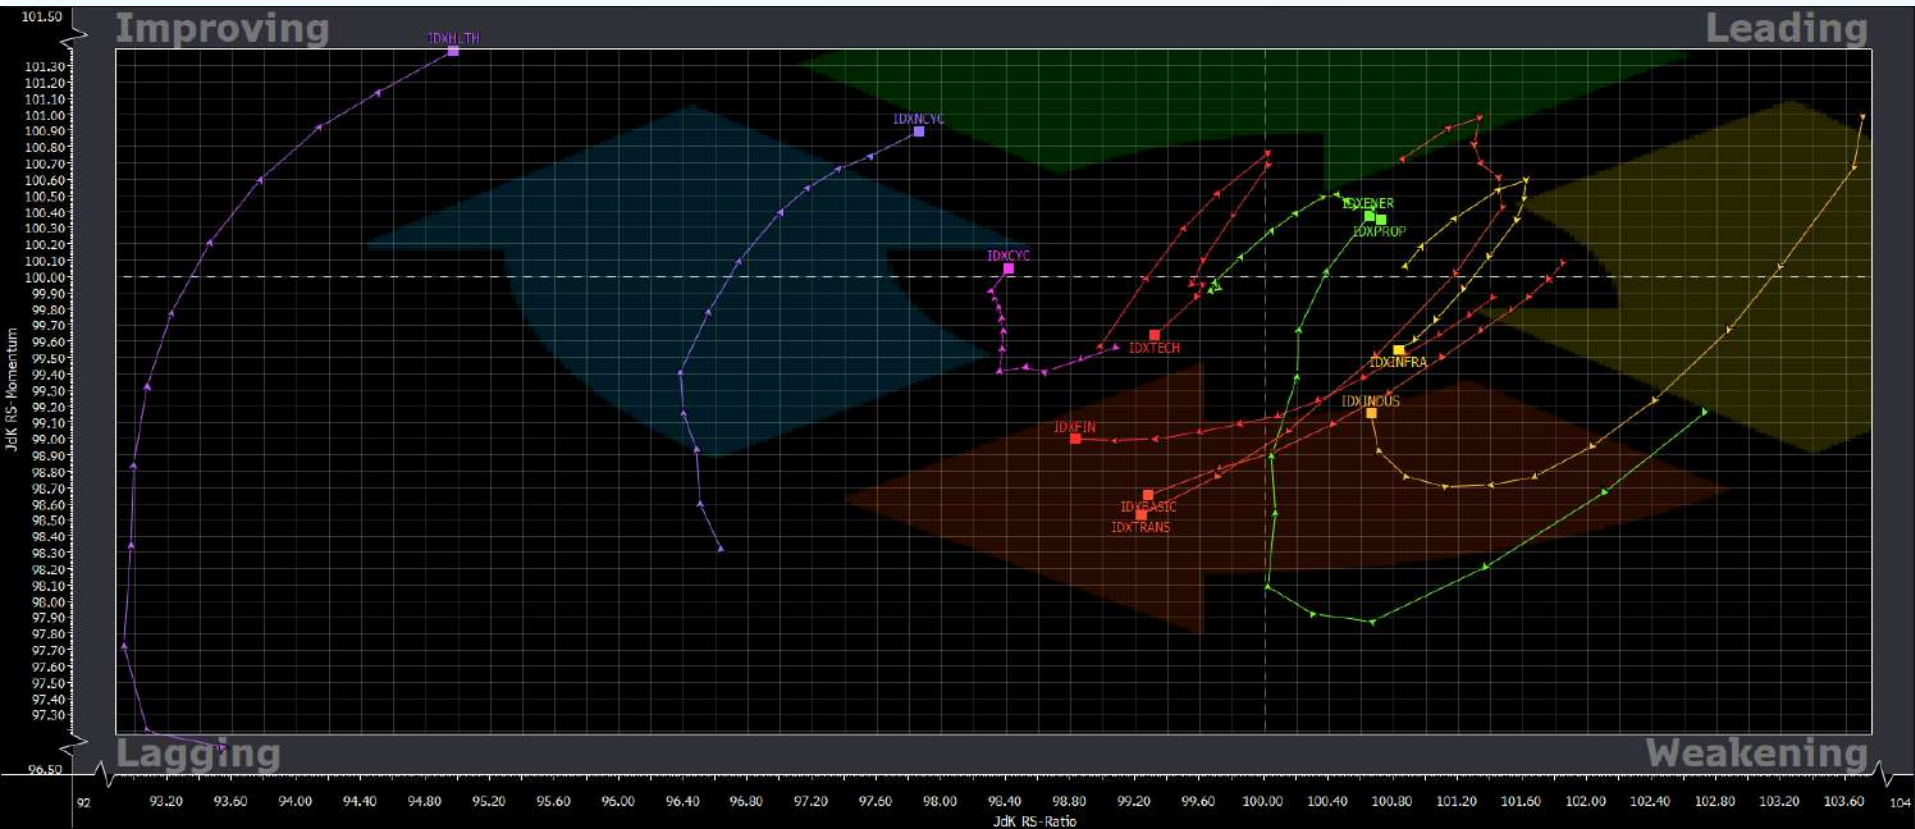 101.50
Improving
Leading
IDXHLTH
101.30
101.20
101.10
101.00
100.90
100.80
100.70
100.60
100.50
100.40
100.30
100.20
100.10
100.00
99.90
99.80
99.70
99.60
99.50
99.40
99.30
99.20
99.10
99.00
98.90
98.80
98.70
98.60
98.50
98.40
98.30
98.20
98.10
98.00
97.90
97.80
97.70
97.60
97.50
97.40
97.30
96.50
JdK RS-Momentum
IDXNCYC
IDXENER
IDXPROP
IDXCYC
IDXTECH
IDXINFRA
IDXINDUS
IDXFIN
IDXBASIC
IDXTRANS
Lagging
Weakening
92 93.20 93.60 94.00 94.40 94.80 95.20 95.60 96.00 96.40 96.80 97.20 97.60 98.00 98.40 98.80 99.20 99.60 100.00 100.40 100.80 101.20 101.60 102.00 102.40 102.80 103.20 103.60 104
JdK RS-Ratio